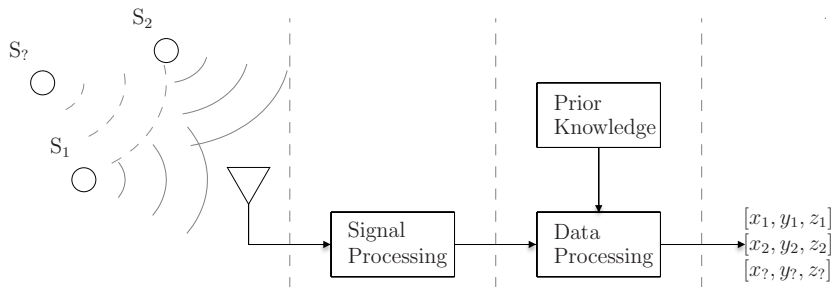 S₂
S?
S₁
Prior
Knowledge
Signal
Processing
Data
Processing
[x₁, y₁, z₁]
[x₂, y₂, z₂]
[x?, y?, z?]